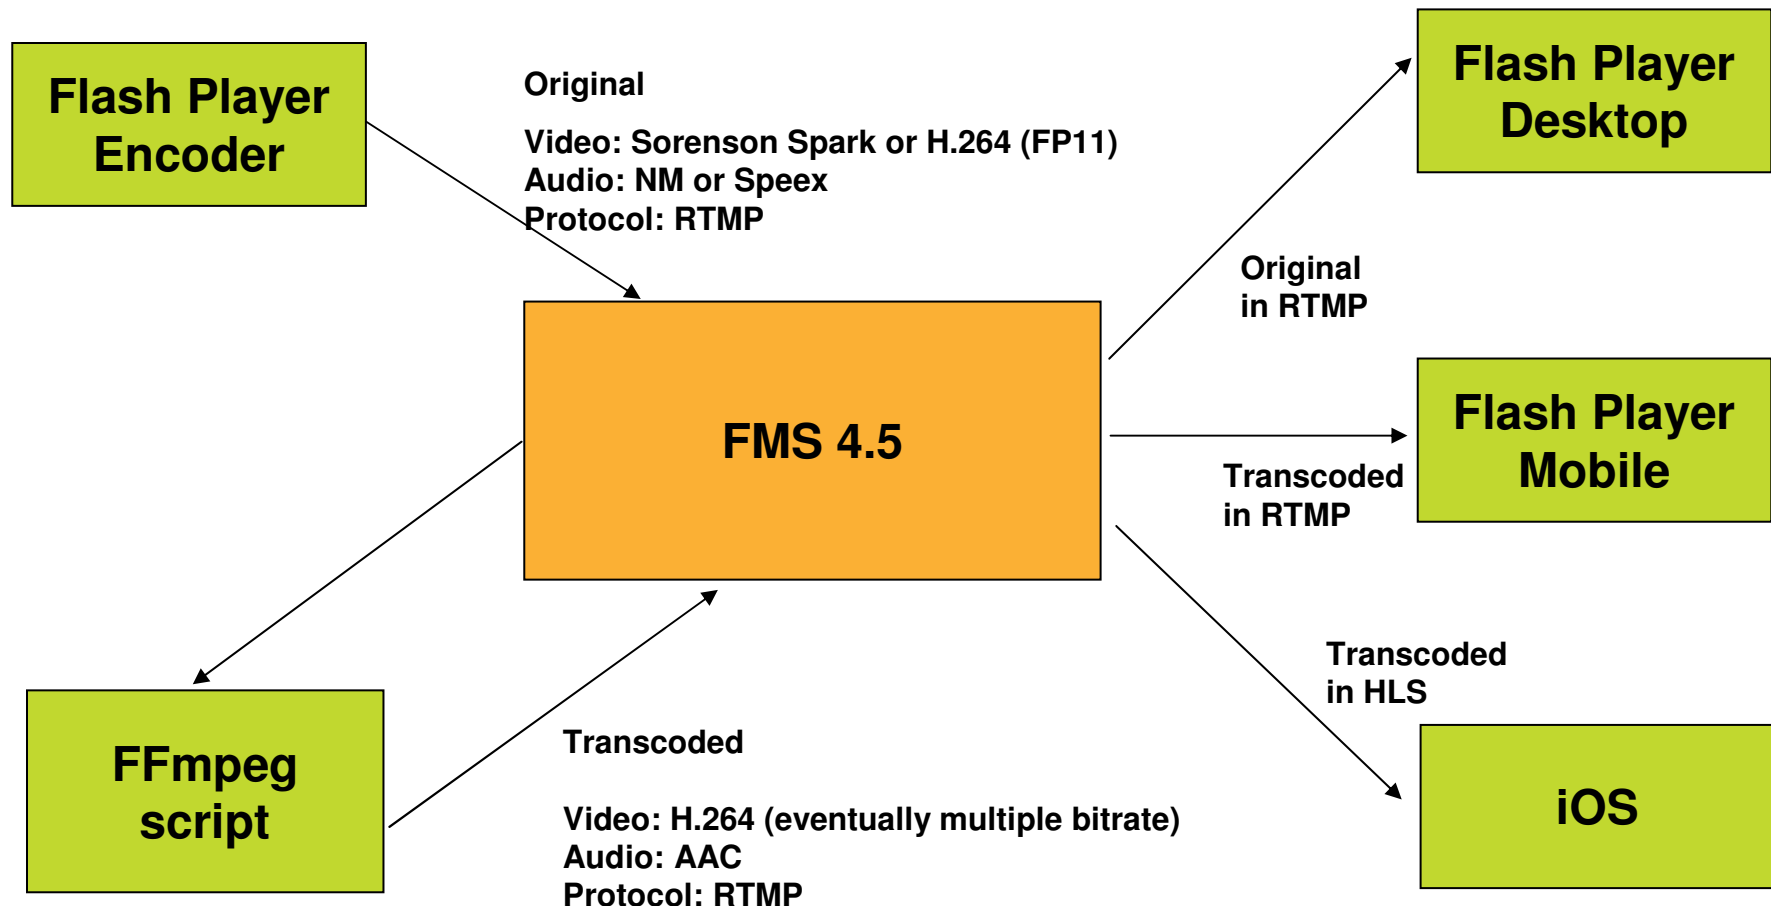 Flash Player
Encoder
Original
Video: Sorenson Spark or H.264 (FP11)
Audio: NM or Speex
Protocol: RTMP
Flash Player
Desktop
Original
in RTMP
FMS 4.5
Flash Player
Mobile
Transcoded
in RTMP
Transcoded
in HLS
FFmpeg
script
Transcoded
Video: H.264 (eventually multiple bitrate)
Audio: AAC
Protocol: RTMP
iOS